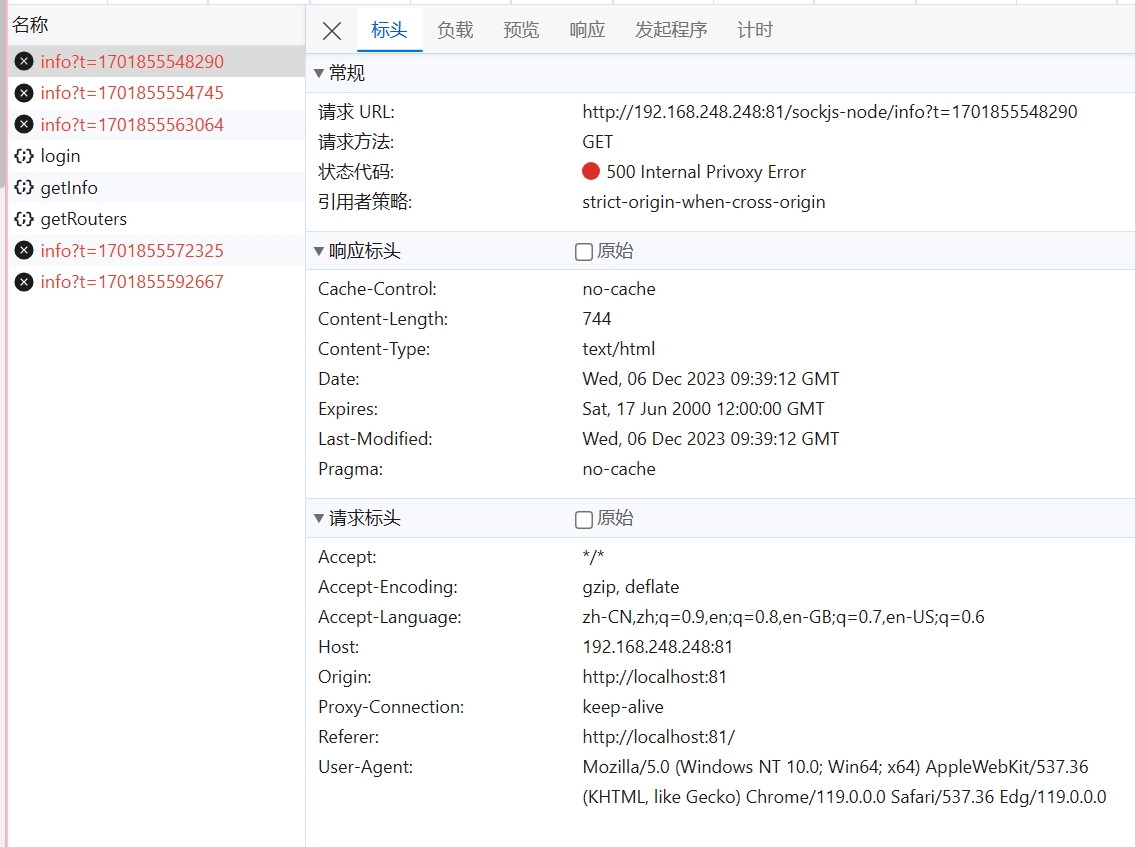 名称
info?t=1701855548290
info?t=1701855554745
info?t=1701855563064
login
getInfo
getRouters
info?t=1701855572325
info?t=1701855592667
标头 负载 预览 响应 发起程序 计时
常规
请求 URL: http://192.168.248.248:81/sockjs-node/info?t=1701855548290
请求方法: GET
状态代码: 500 Internal Privoxy Error
引用者策略: strict-origin-when-cross-origin
响应标头 原始
Cache-Control: no-cache
Content-Length: 744
Content-Type: text/html
Date: Wed, 06 Dec 2023 09:39:12 GMT
Expires: Sat, 17 Jun 2000 12:00:00 GMT
Last-Modified: Wed, 06 Dec 2023 09:39:12 GMT
Pragma: no-cache
请求标头 原始
Accept: */*
Accept-Encoding: gzip, deflate
Accept-Language: zh-CN,zh;q=0.9,en;q=0.8,en-GB;q=0.7,en-US;q=0.6
Host: 192.168.248.248:81
Origin: http://localhost:81
Proxy-Connection: keep-alive
Referer: http://localhost:81/
User-Agent: Mozilla/5.0 (Windows NT 10.0; Win64; x64) AppleWebKit/537.36
(KHTML, like Gecko) Chrome/119.0.0.0 Safari/537.36 Edg/119.0.0.0